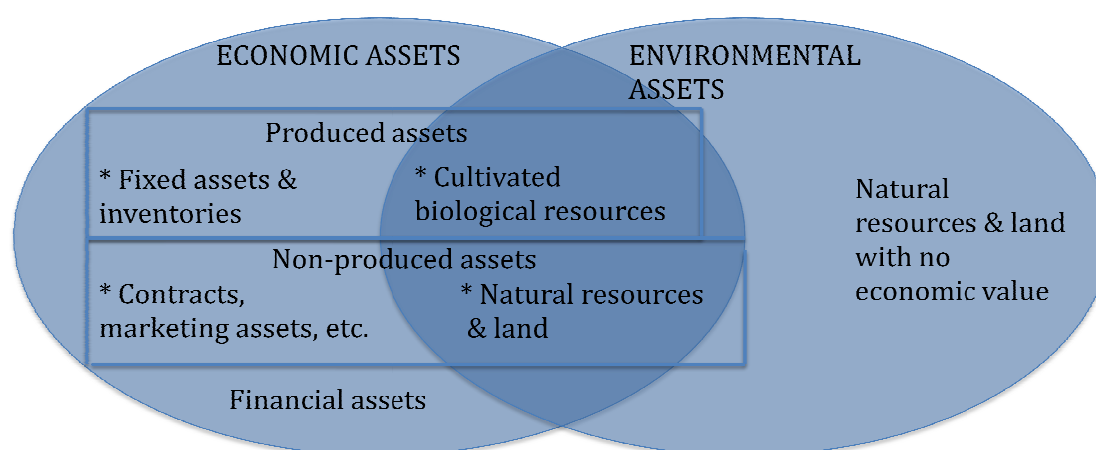 ECONOMIC ASSETS
ENVIRONMENTAL
ASSETS
Produced assets
* Fixed assets &
inventories
* Cultivated
biological resources
Non-produced assets
* Contracts,
marketing assets, etc.
* Natural resources
& land
Financial assets
Natural
resources & land
with no
economic value